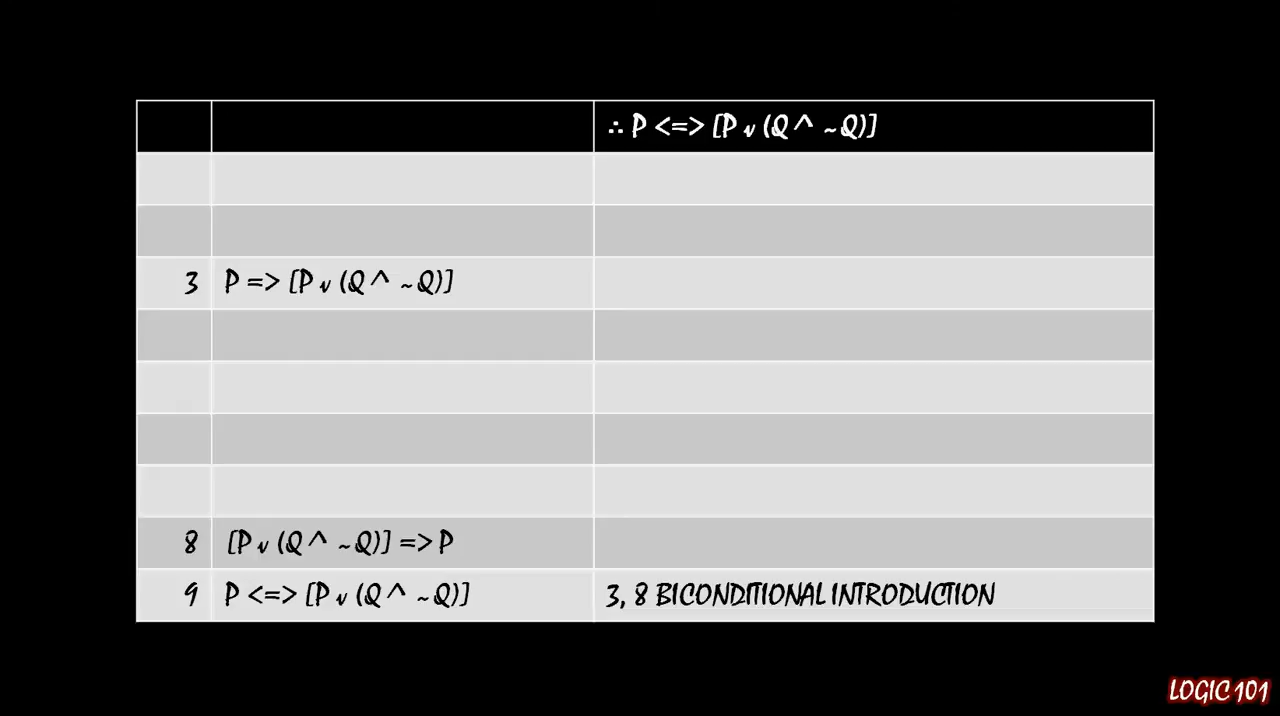 ∴ P <=> [P v (Q ^ ~Q)]
3 P => [P v (Q ^ ~Q)]
8 [P v (Q ^ ~Q)] => P
9 P <=> [P v (Q ^ ~Q)] 3, 8 BICONDITIONAL INTRODUCTION
LOGIC 101